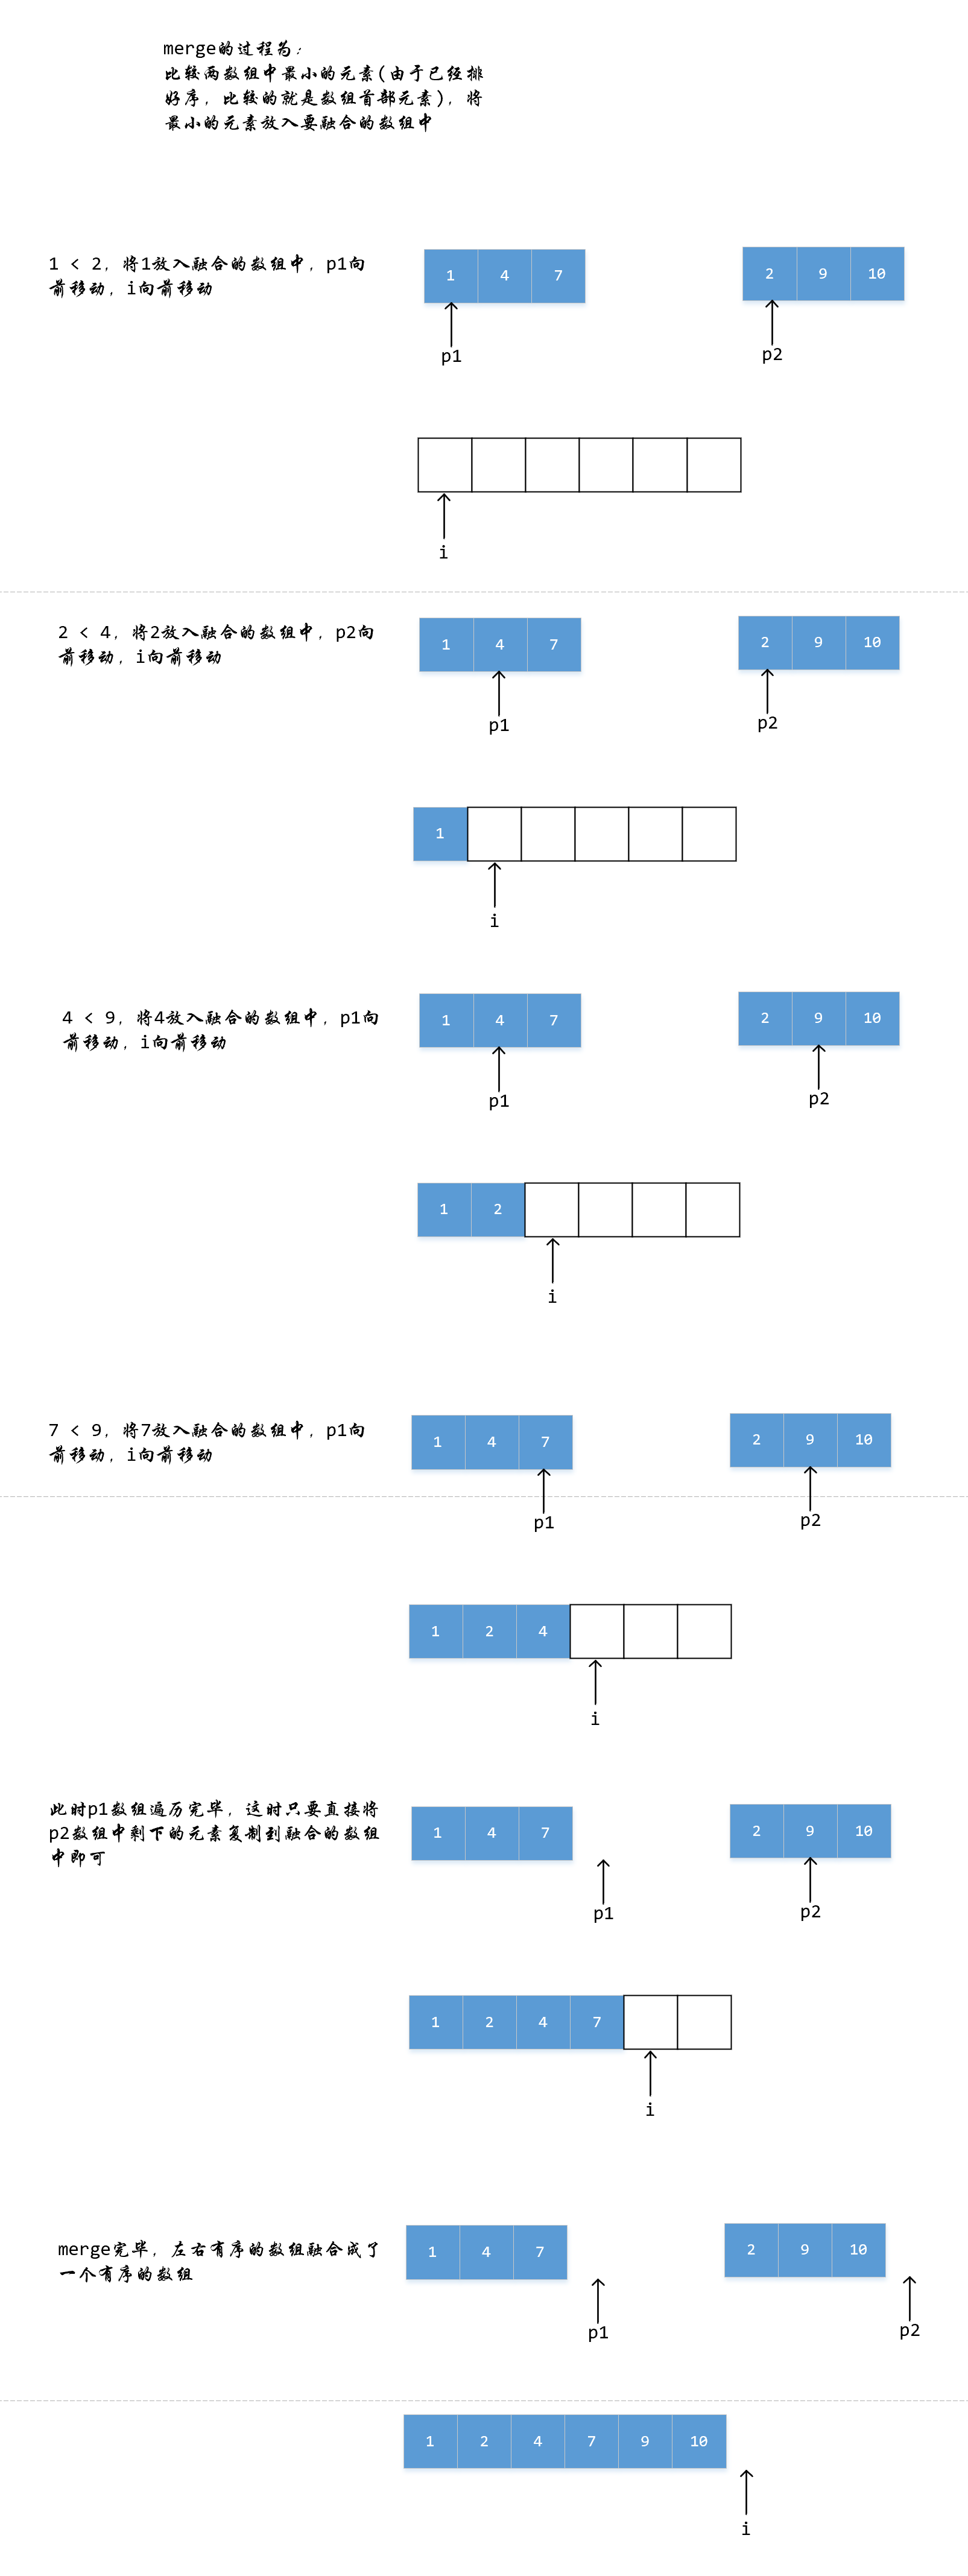 merge的过程为：
比较两数组中最小的元素(由于已经排
好序，比较的就是数组首部元素)，将
最小的元素放入要融合的数组中
1 < 2，将1放入融合的数组中，p1向
前移动，i向前移动
1 4 7
2 9 10
p1
p2
i
2 < 4，将2放入融合的数组中，p2向
前移动，i向前移动
1 4 7
2 9 10
p1
p2
1
i
4 < 9，将4放入融合的数组中，p1向
前移动，i向前移动
1 4 7
2 9 10
p1
p2
1 2
i
7 < 9，将7放入融合的数组中，p1向
前移动，i向前移动
1 4 7
2 9 10
p1
p2
1 2 4
i
此时p1数组遍历完毕，这时只要直接将
p2数组中剩下的元素复制到融合的数组
中即可
1 4 7
2 9 10
p1
p2
1 2 4 7
i
merge完毕，左右有序的数组融合成了
一个有序的数组
1 4 7
2 9 10
p1
p2
1 2 4 7 9 10
i